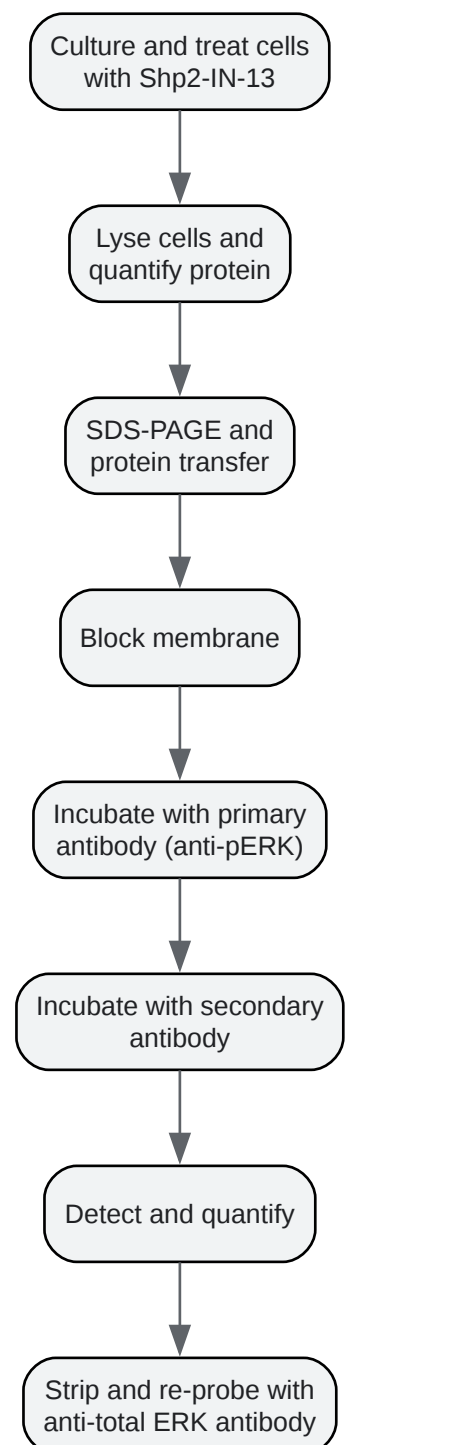 Culture and treat cells
with Shp2-IN-13
Lyse cells and
quantify protein
SDS-PAGE and
protein transfer
Block membrane
Incubate with primary
antibody (anti-pERK)
Incubate with secondary
antibody
Detect and quantify
Strip and re-probe with
anti-total ERK antibody